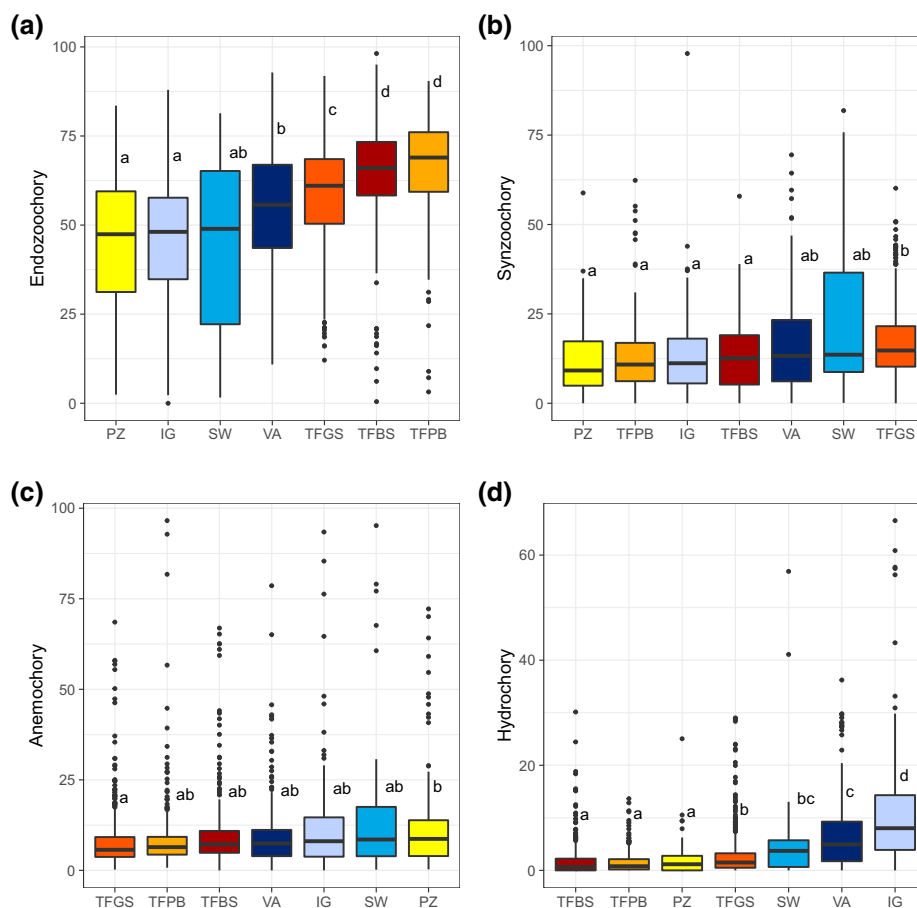 (a)
Endozoochory
100
75
50
25
0
a a ab b c d d
PZ IG SW VA TFGS TFBS TFPB
(b)
Synzoochory
100
75
50
25
0
a a a a ab ab b
PZ TFPB IG TFBS VA SW TFGS
(c)
Anemochory
100
75
50
25
0
a ab ab ab ab ab b
TFGS TFPB TFBS VA IG SW PZ
(d)
Hydrochory
60
40
20
0
a a a b bc c d
TFBS TFPB PZ TFGS SW VA IG